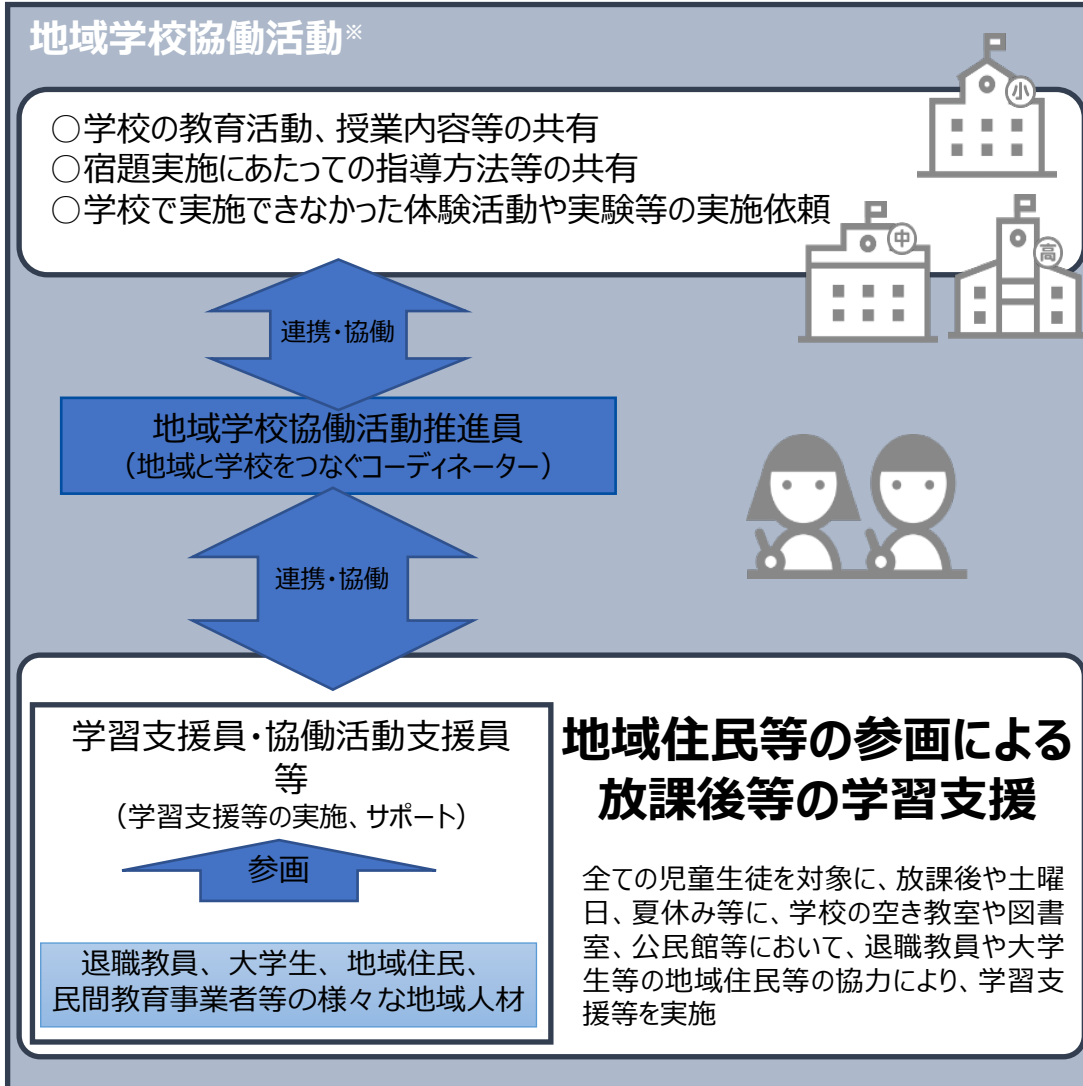 地域学校協働活動※
○学校の教育活動、授業内容等の共有
○宿題実施にあたっての指導方法等の共有
○学校で実施できなかった体験活動や実験等の実施依頼
小
中
高
連携・協働
地域学校協働活動推進員
（地域と学校をつなぐコーディネーター）
連携・協働
学習支援員・協働活動支援員
等
（学習支援等の実施、サポート）
参画
退職教員、大学生、地域住民、
民間教育事業者等の様々な地域人材
地域住民等の参画による
放課後等の学習支援
全ての児童生徒を対象に、放課後や土曜
日、夏休み等に、学校の空き教室や図書
室、公民館等において、退職教員や大学
生等の地域住民等の協力により、学習支
援等を実施